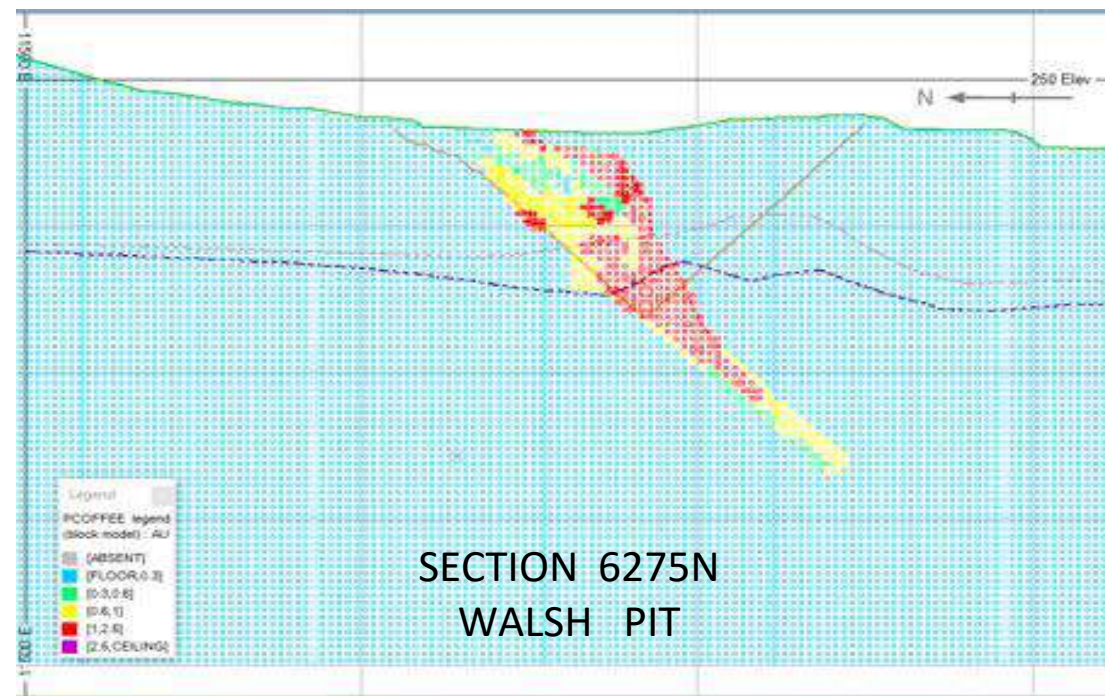 250 Elev
N
Legend
PCOFFEE legend
(block model) : AU
[ABSENT]
[FLOOR,0.3]
[0.3,0.6]
[0.6,1]
[1,2.6]
[2.6,CEILING]
SECTION 6275N
WALSH PIT